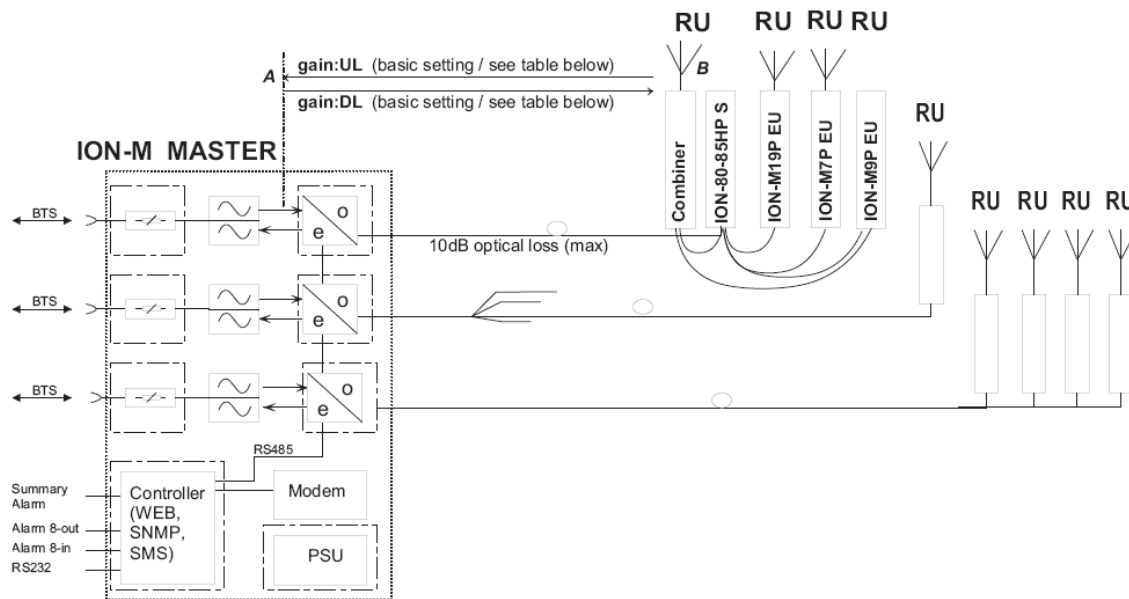 RU
RU
RU
RU
A
gain:UL (basic setting / see table below)
B
gain:DL (basic setting / see table below)
Combiner
ION-80-85HP S
ION-M19P EU
ION-M7P EU
ION-M9P EU
RU
ION-M MASTER
RU
RU
RU
RU
BTS
o
e
10dB optical loss (max)
BTS
o
e
BTS
o
e
RS485
Summary
Alarm
Controller
(WEB,
SNMP,
SMS)
Modem
Alarm 8-out
Alarm 8-in
RS232
PSU